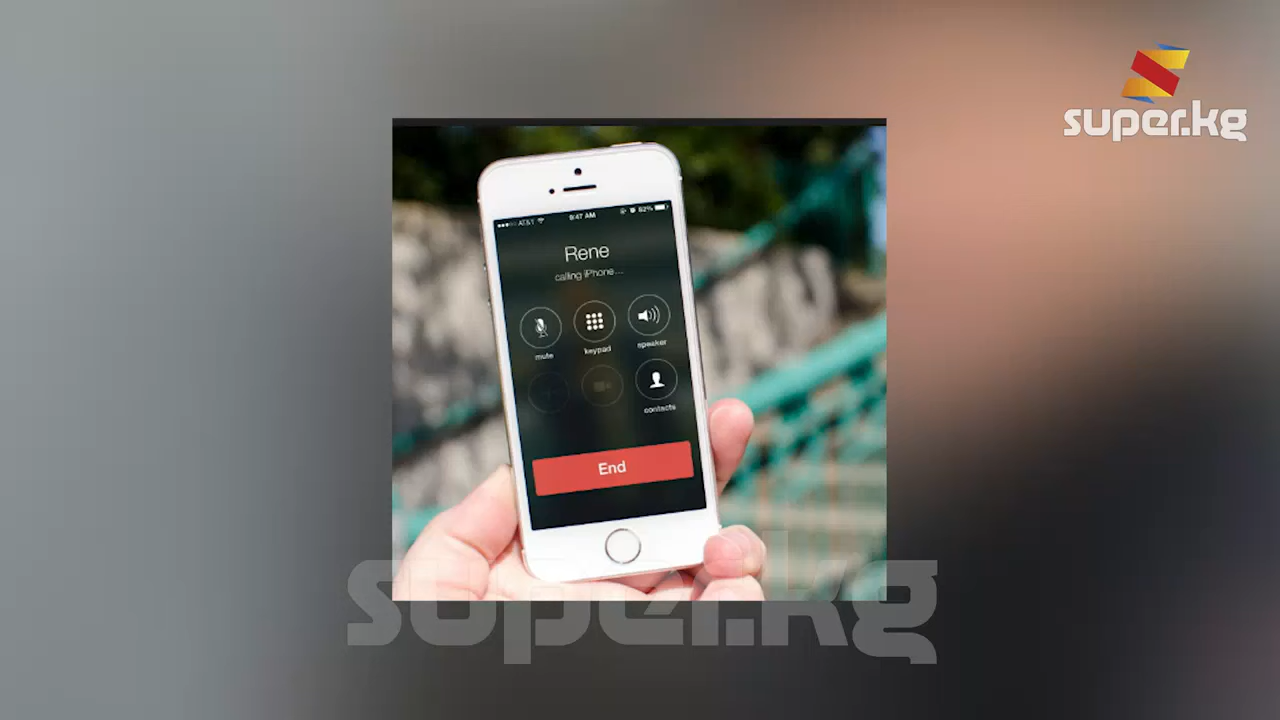 super.kg
AT&T 9:47 AM 82%
Rene
calling iPhone...
mute keypad speaker
contacts
End
super.kg